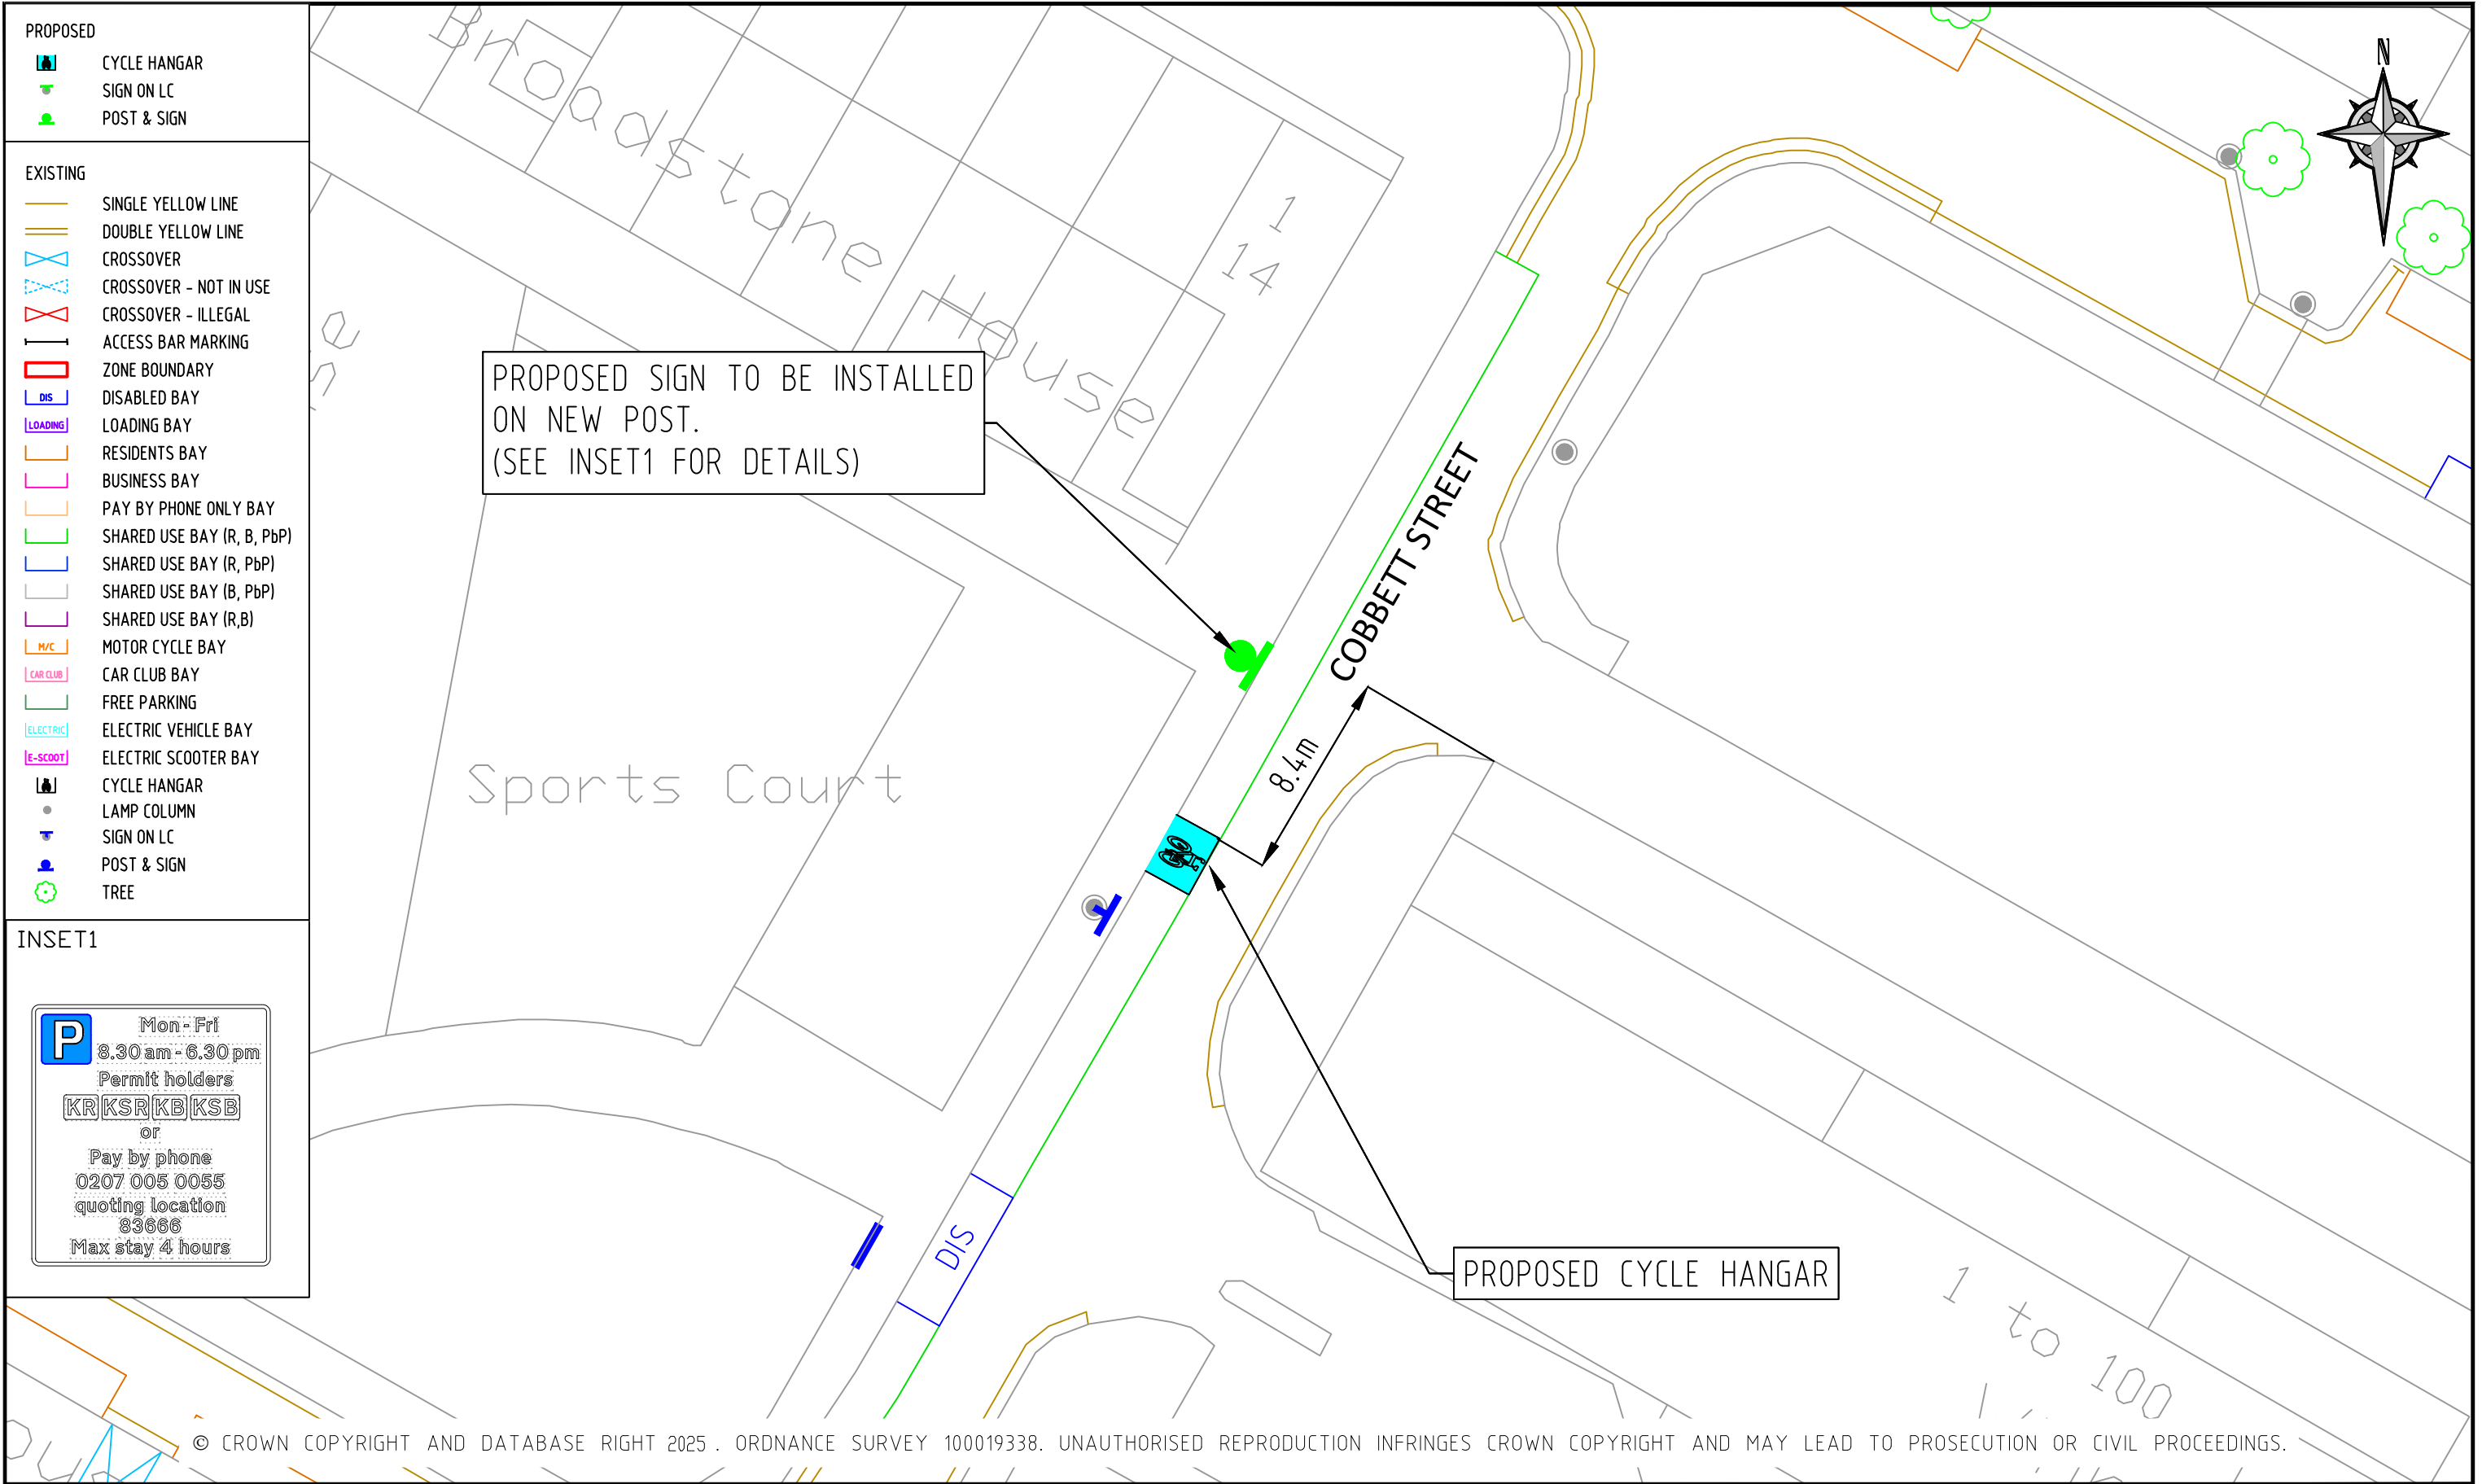 PROPOSED
CYCLE HANGAR
SIGN ON LC
POST & SIGN
EXISTING
SINGLE YELLOW LINE
DOUBLE YELLOW LINE
CROSSOVER
CROSSOVER - NOT IN USE
CROSSOVER - ILLEGAL
ACCESS BAR MARKING
ZONE BOUNDARY
DIS DISABLED BAY
LOADING LOADING BAY
RESIDENTS BAY
BUSINESS BAY
PAY BY PHONE ONLY BAY
SHARED USE BAY (R, B, PbP)
SHARED USE BAY (R, PbP)
SHARED USE BAY (B, PbP)
SHARED USE BAY (R,B)
M/C MOTOR CYCLE BAY
CAR CLUB CAR CLUB BAY
FREE PARKING
ELECTRIC ELECTRIC VEHICLE BAY
E-SCOOT ELECTRIC SCOOTER BAY
CYCLE HANGAR
LAMP COLUMN
SIGN ON LC
POST & SIGN
TREE
INSET1
P Mon - Fri
8.30 am - 6.30 pm
Permit holders
KR KSR KB KSB
or
Pay by phone
0207 005 0055
quoting location
83666
Max stay 4 hours
N
Broadstone House
1
14
PROPOSED SIGN TO BE INSTALLED
ON NEW POST.
(SEE INSET1 FOR DETAILS)
COBBETT STREET
8.4m
Sports Court
DIS
PROPOSED CYCLE HANGAR
1 to 100
© CROWN COPYRIGHT AND DATABASE RIGHT 2025 . ORDNANCE SURVEY 100019338. UNAUTHORISED REPRODUCTION INFRINGES CROWN COPYRIGHT AND MAY LEAD TO PROSECUTION OR CIVIL PROCEEDINGS.